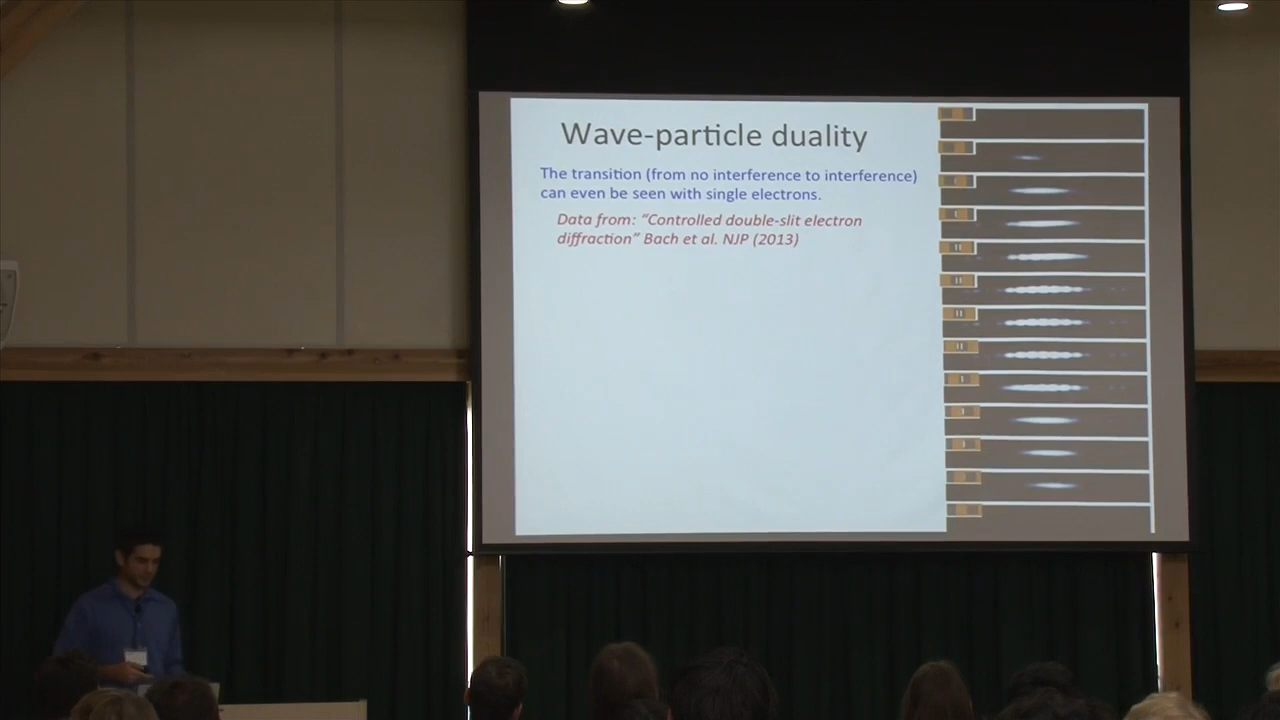 Wave-particle duality
The transition (from no interference to interference)
can even be seen with single electrons.
Data from: "Controlled double-slit electron
diffraction" Bach et al. NJP (2013)